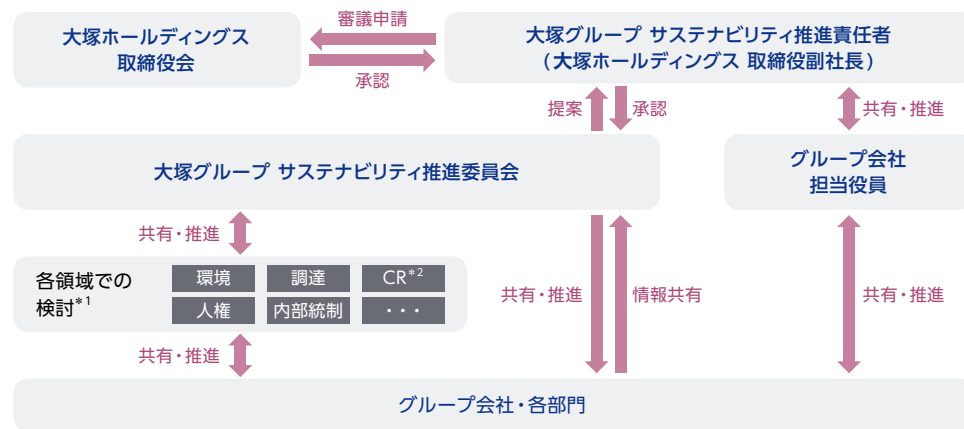 大塚ホールディングス
取締役会
審議申請
承認
大塚グループ サステナビリティ推進責任者
(大塚ホールディングス 取締役副社長)
提案
承認
共有・推進
大塚グループ サステナビリティ推進委員会
グループ会社
担当役員
共有・推進
各領域での
検討*1
環境
調達
CR*2
人権
内部統制
・・・
共有・推進
情報共有
共有・推進
共有・推進
グループ会社・各部門